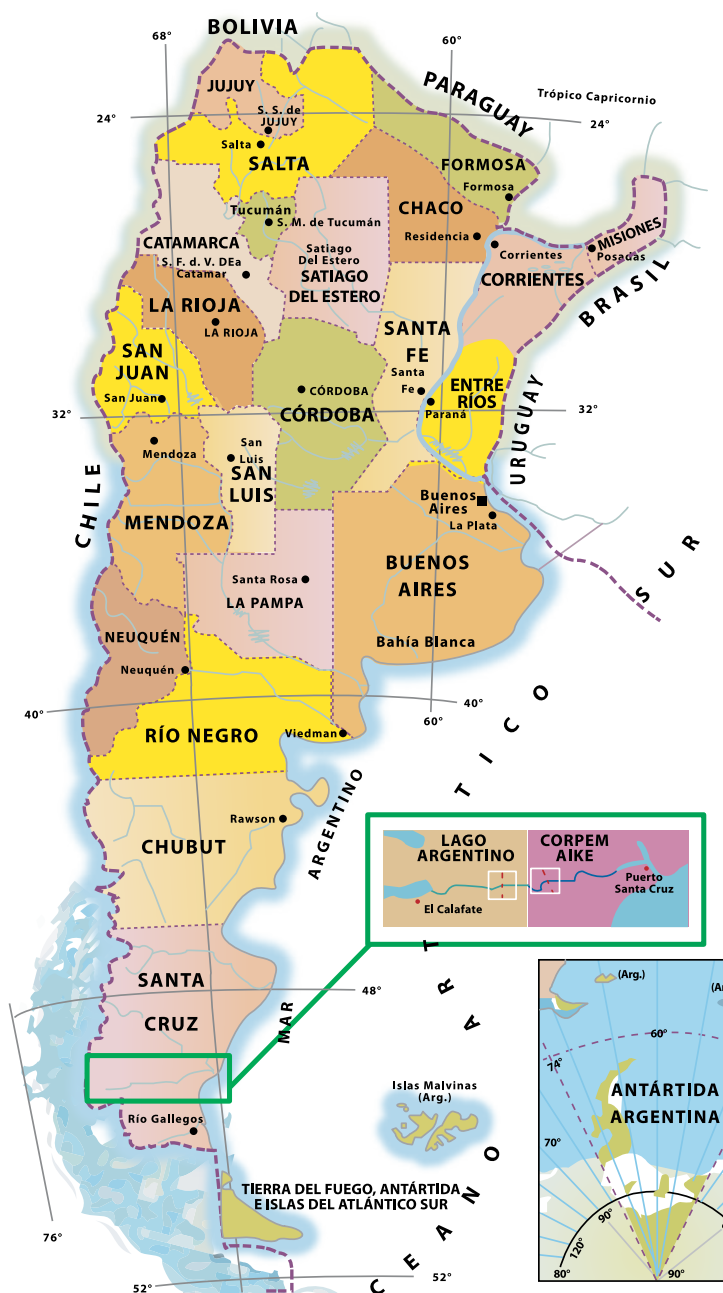 BOLIVIA
68°
60°
PARAGUAY
JUJUY
Trópico Capricornio
24°
24°
S. S. de
JUJUY
Salta
SALTA
FORMOSA
Formosa
CHACO
Tucumán
S. M. de Tucumán
MISIONES
Posadas
Residencia
Corrientes
CORRIENTES
BRASIL
CATAMARCA
S. F. d. V. DEa
Catamar
Satiago
Del Estero
SATIAGO
DEL ESTERO
LA RIOJA
LA RIOJA
SANTA
FE
Santa
Fe
SAN
JUAN
San Juan
CÓRDOBA
CÓRDOBA
ENTRE
RÍOS
Paraná
URUGUAY
32°
32°
Mendoza
San
Luis
SAN
LUIS
CHILE
MENDOZA
Buenos
Aires
La Plata
BUENOS
AIRES
SUR
Santa Rosa
LA PAMPA
NEUQUÉN
Neuquén
Bahía Blanca
40°
40°
60°
RÍO NEGRO
Viedman
Rawson
CHUBUT
MAR
ARGENTINO
OCEANO
ARTTICO
LAGO
ARGENTINO
CORPEM
AIKE
Puerto
Santa Cruz
El Calafate
SANTA
CRUZ
48°
Río Gallegos
Islas Malvinas
(Arg.)
TIERRA DEL FUEGO, ANTÁRTIDA
E ISLAS DEL ATLÁNTICO SUR
76°
52°
52°
(Arg.)
(Ar
60°
74°
ANTÁRTIDA
ARGENTINA
70°
90°
120°
80°
90°